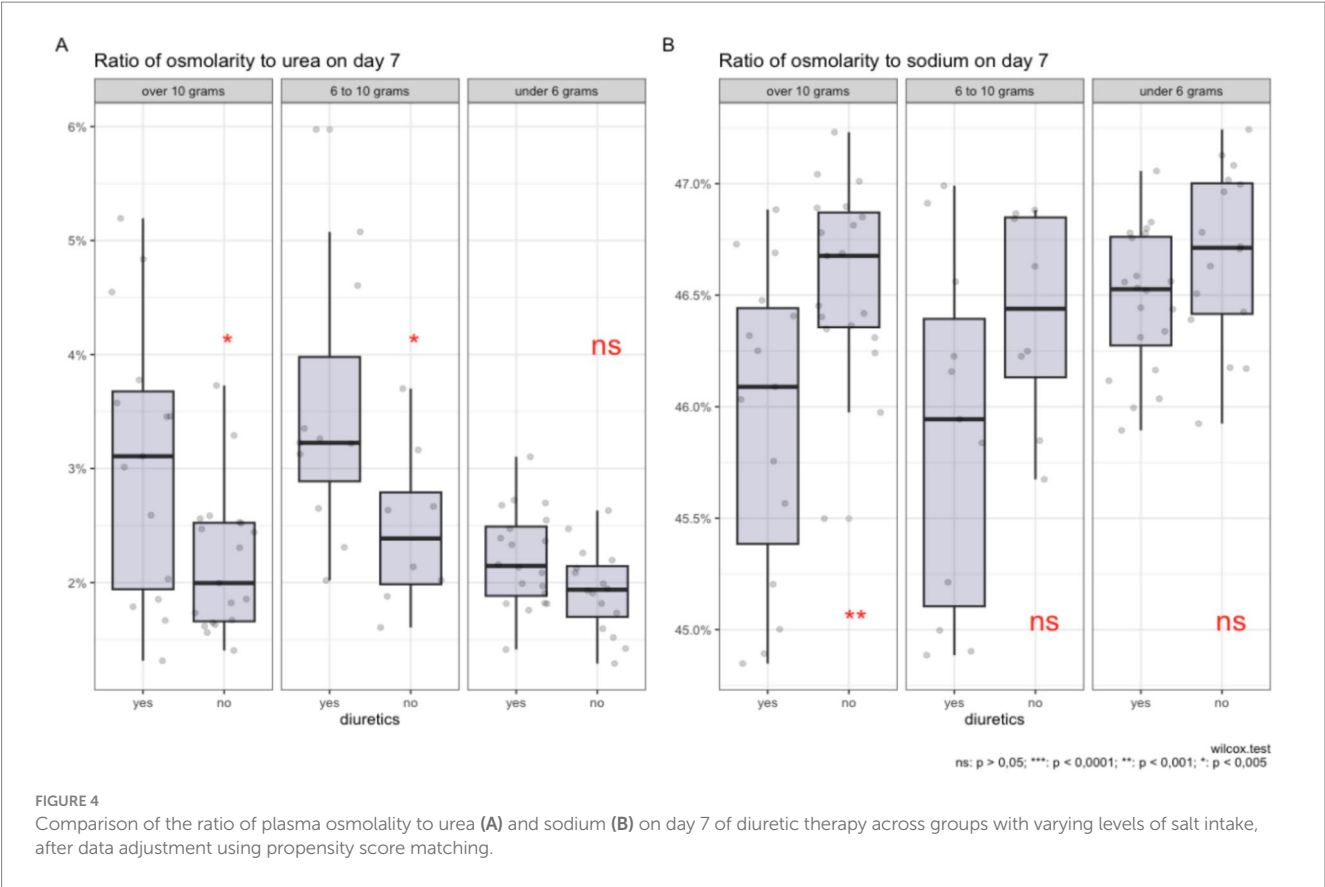 A
Ratio of osmolarity to urea on day 7
over 10 grams
6 to 10 grams
under 6 grams
6%
5%
4%
3%
2%
*
*
ns
yes
no
yes
no
yes
no
diuretics
B
Ratio of osmolarity to sodium on day 7
over 10 grams
6 to 10 grams
under 6 grams
47.0%
46.5%
46.0%
45.5%
45.0%
**
ns
ns
yes
no
yes
no
yes
no
diuretics
wilcox.test
ns: p > 0,05; ***: p < 0,0001; **: p < 0,001; *: p < 0,005
FIGURE 4
Comparison of the ratio of plasma osmolality to urea (A) and sodium (B) on day 7 of diuretic therapy across groups with varying levels of salt intake,
after data adjustment using propensity score matching.